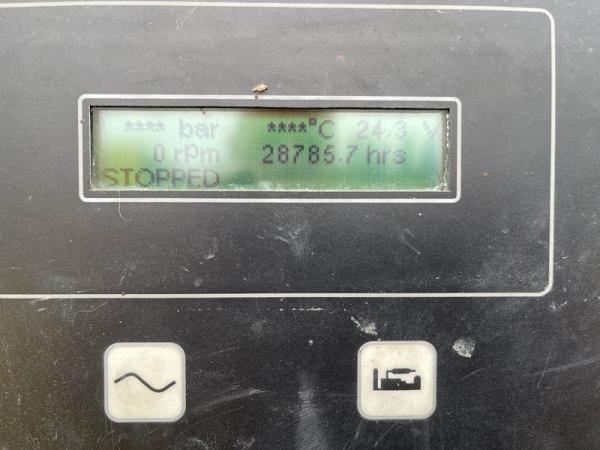 **** bar ****°C 24.3 V
0 rpm 28785.7 hrs
STOPPED